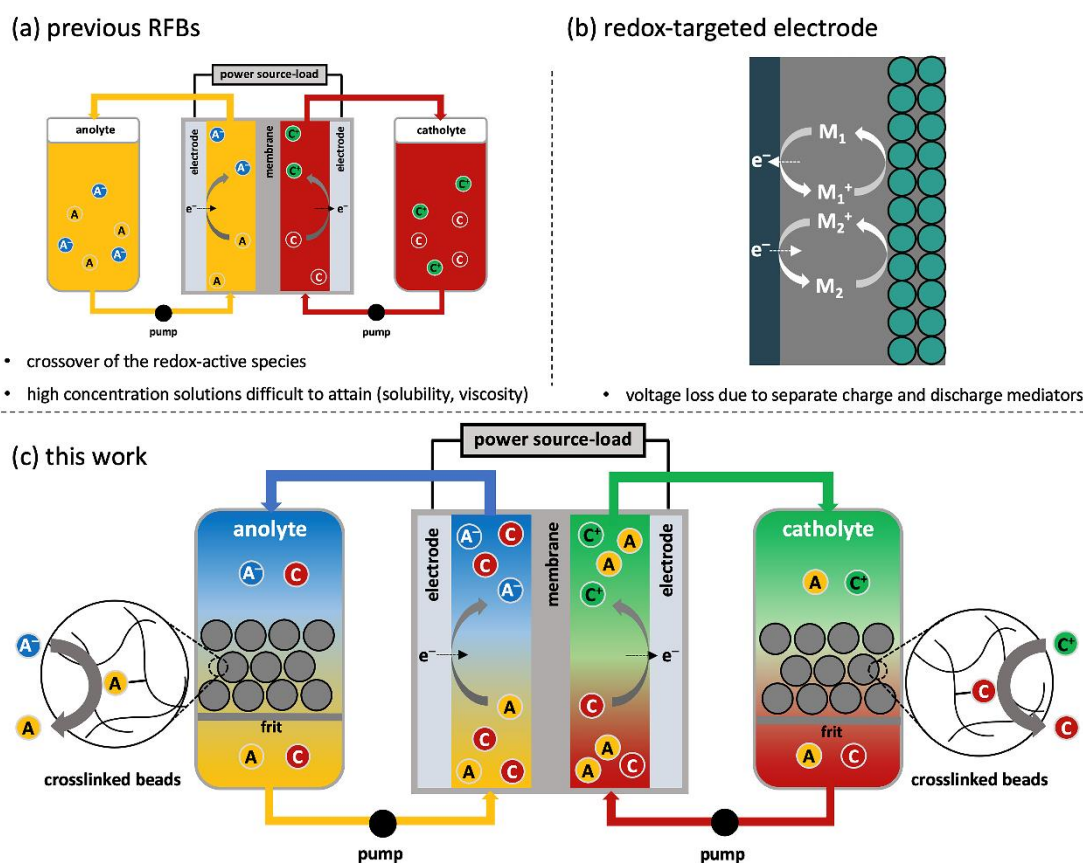 (a) previous RFBs
power source-load
anolyte
electrode
membrane
electrode
catholyte
A⁻
A⁻
A
A
A⁻
A⁻
A
A⁻
A⁻
e⁻
A
A
C⁺
C⁺
e⁻
C
C
C⁺
C⁺
C
C
C⁺
pump
pump
• crossover of the redox-active species
• high concentration solutions difficult to attain (solubility, viscosity)
(b) redox-targeted electrode
M₁
e⁻
M₁⁺
M₂⁺
e⁻
M₂
• voltage loss due to separate charge and discharge mediators
(c) this work
power source-load
anolyte
A⁻
C
A⁻
A
A
frit
A
C
crosslinked beads
electrode
membrane
electrode
A⁻
C
C
A⁻
e⁻
A
C
A
C
C⁺
A
A
C⁺
e⁻
C
A
A
C
catholyte
A
C⁺
C⁺
C
C
frit
A
C
crosslinked beads
pump
pump